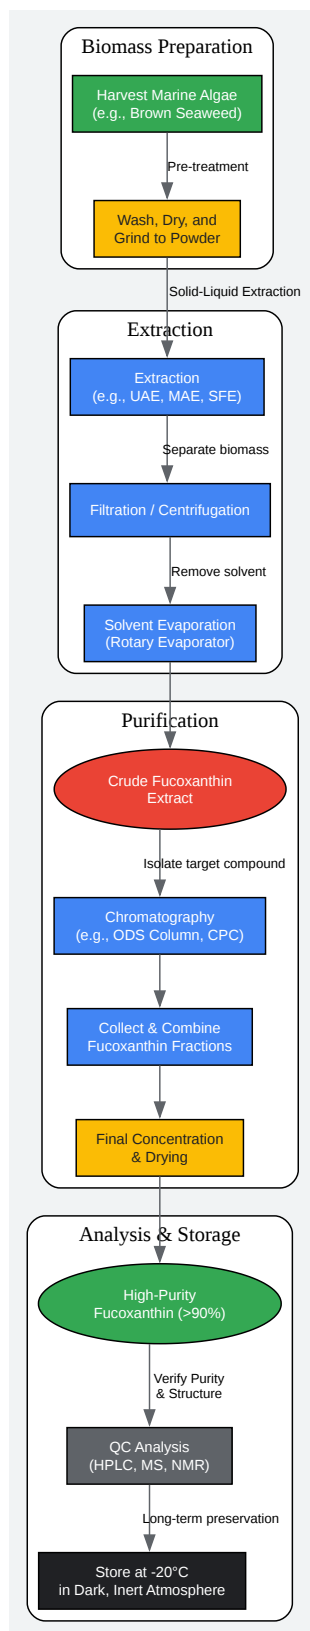 Biomass Preparation
Harvest Marine Algae
(e.g., Brown Seaweed)
Pre-treatment
Wash, Dry, and
Grind to Powder
Solid-Liquid Extraction
Extraction
Extraction
(e.g., UAE, MAE, SFE)
Separate biomass
Filtration / Centrifugation
Remove solvent
Solvent Evaporation
(Rotary Evaporator)
Purification
Crude Fucoxanthin
Extract
Isolate target compound
Chromatography
(e.g., ODS Column, CPC)
Collect & Combine
Fucoxanthin Fractions
Final Concentration
& Drying
Analysis & Storage
High-Purity
Fucoxanthin (>90%)
Verify Purity
& Structure
QC Analysis
(HPLC, MS, NMR)
Long-term preservation
Store at -20°C
in Dark, Inert Atmosphere